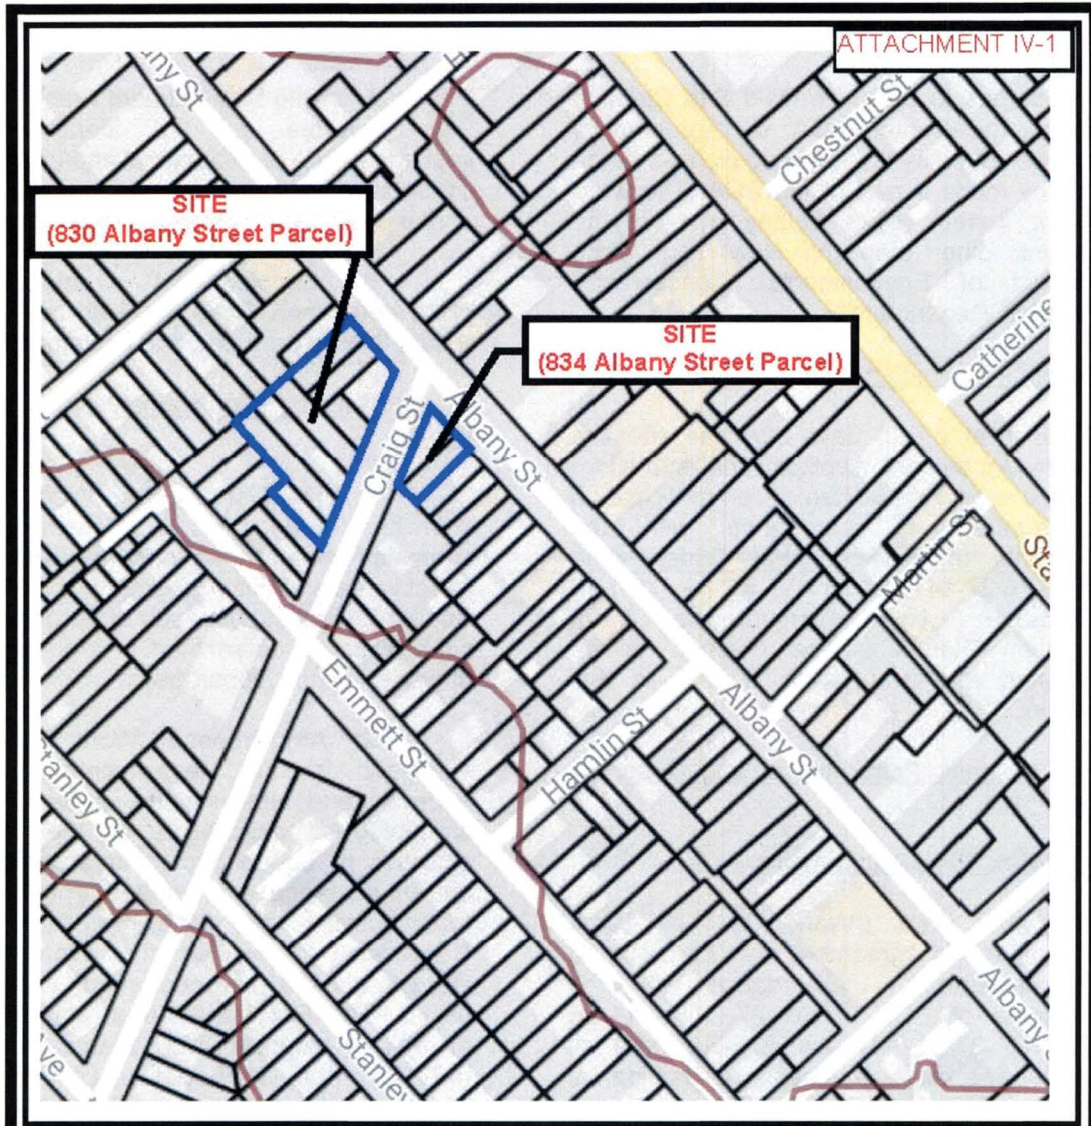 ATTACHMENT IV-1
Chestnut St
SITE
(830 Albany Street Parcel)
SITE
(834 Albany Street Parcel)
Catherine
Craig St
Albany St
Martin St
Emmett St
Hamlin St
Albany St
Stanley St
Stanley
Albany S